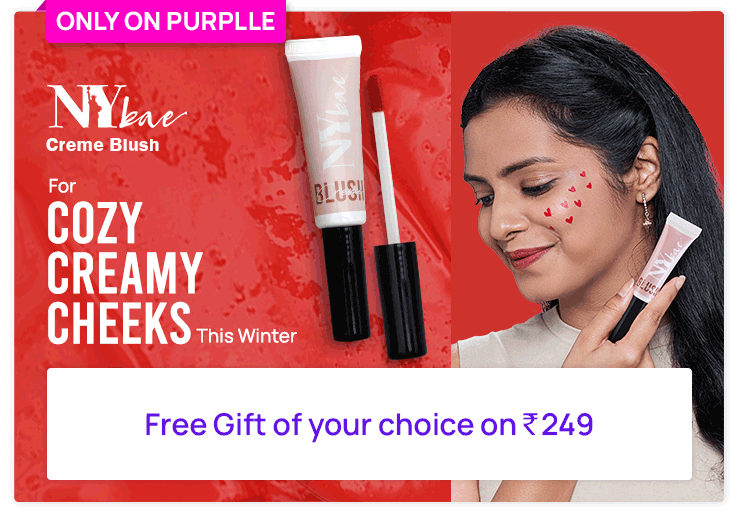 ONLY ON PURPLLE
NYbae
Creme Blush
For
COZY
CREAMY
CHEEKS This Winter
NYbae
BLUSH
NYbae
BLUSH
Free Gift of your choice on ₹249